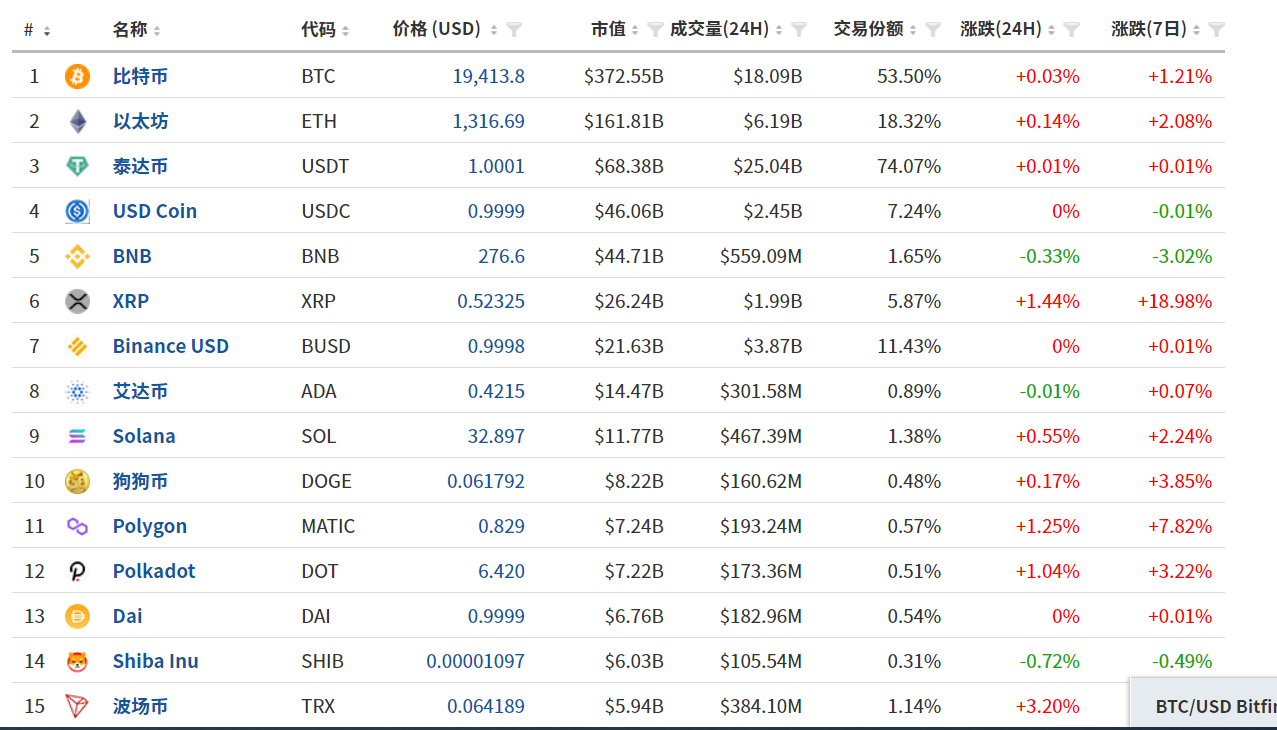 # 名称 代码 价格 (USD) 市值 成交量(24H) 交易份额 涨跌(24H) 涨跌(7日)
1 比特币 BTC 19,413.8 $372.55B $18.09B 53.50% +0.03% +1.21%
2 以太坊 ETH 1,316.69 $161.81B $6.19B 18.32% +0.14% +2.08%
3 泰达币 USDT 1.0001 $68.38B $25.04B 74.07% +0.01% +0.01%
4 USD Coin USDC 0.9999 $46.06B $2.45B 7.24% 0% -0.01%
5 BNB BNB 276.6 $44.71B $559.09M 1.65% -0.33% -3.02%
6 XRP XRP 0.52325 $26.24B $1.99B 5.87% +1.44% +18.98%
7 Binance USD BUSD 0.9998 $21.63B $3.87B 11.43% 0% +0.01%
8 艾达币 ADA 0.4215 $14.47B $301.58M 0.89% -0.01% +0.07%
9 Solana SOL 32.897 $11.77B $467.39M 1.38% +0.55% +2.24%
10 狗狗币 DOGE 0.061792 $8.22B $160.62M 0.48% +0.17% +3.85%
11 Polygon MATIC 0.829 $7.24B $193.24M 0.57% +1.25% +7.82%
12 Polkadot DOT 6.420 $7.22B $173.36M 0.51% +1.04% +3.22%
13 Dai DAI 0.9999 $6.76B $182.96M 0.54% 0% +0.01%
14 Shiba Inu SHIB 0.00001097 $6.03B $105.54M 0.31% -0.72% -0.49%
15 波场币 TRX 0.064189 $5.94B $384.10M 1.14% +3.20% BTC/USD